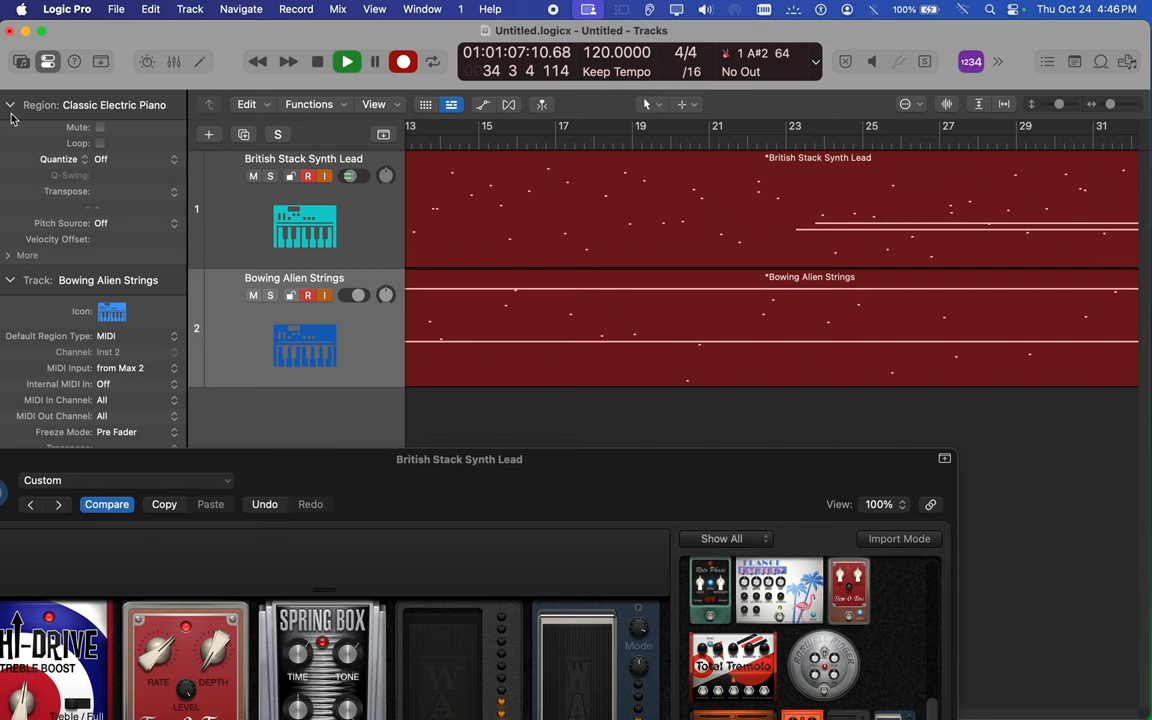 Logic Pro File Edit Track Navigate Record Mix View Window 1 Help 100% Thu Oct 24 4:46 PM
Untitled.logicx - Untitled - Tracks
01:01:07:10.68 120.0000 4/4 1 A#2 64 1234
34 3 4 114 Keep Tempo /16 No Out
Region: Classic Electric Piano Edit Functions View
Mute:
Loop:
Quantize Off
Q-Swing:
Transpose:
Pitch Source: Off
Velocity Offset:
More
Track: Bowing Alien Strings
Icon:
Default Region Type: MIDI
Channel: Inst 2
MIDI Input: from Max 2
Internal MIDI In: Off
MIDI In Channel: All
MIDI Out Channel: All
Freeze Mode: Pre Fader
S
13 15 17 19 21 23 25 27 29 31
1
British Stack Synth Lead
M S R I
*British Stack Synth Lead
2
Bowing Alien Strings
M S R I
*Bowing Alien Strings
British Stack Synth Lead
Custom
Compare Copy Paste Undo Redo View: 100%
Show All Import Mode
HI-DRIVE
TREBLE BOOST
Treble / Full
RATE DEPTH
LEVEL
SPRING BOX
TIME TONE
Mode
Total Tremolo